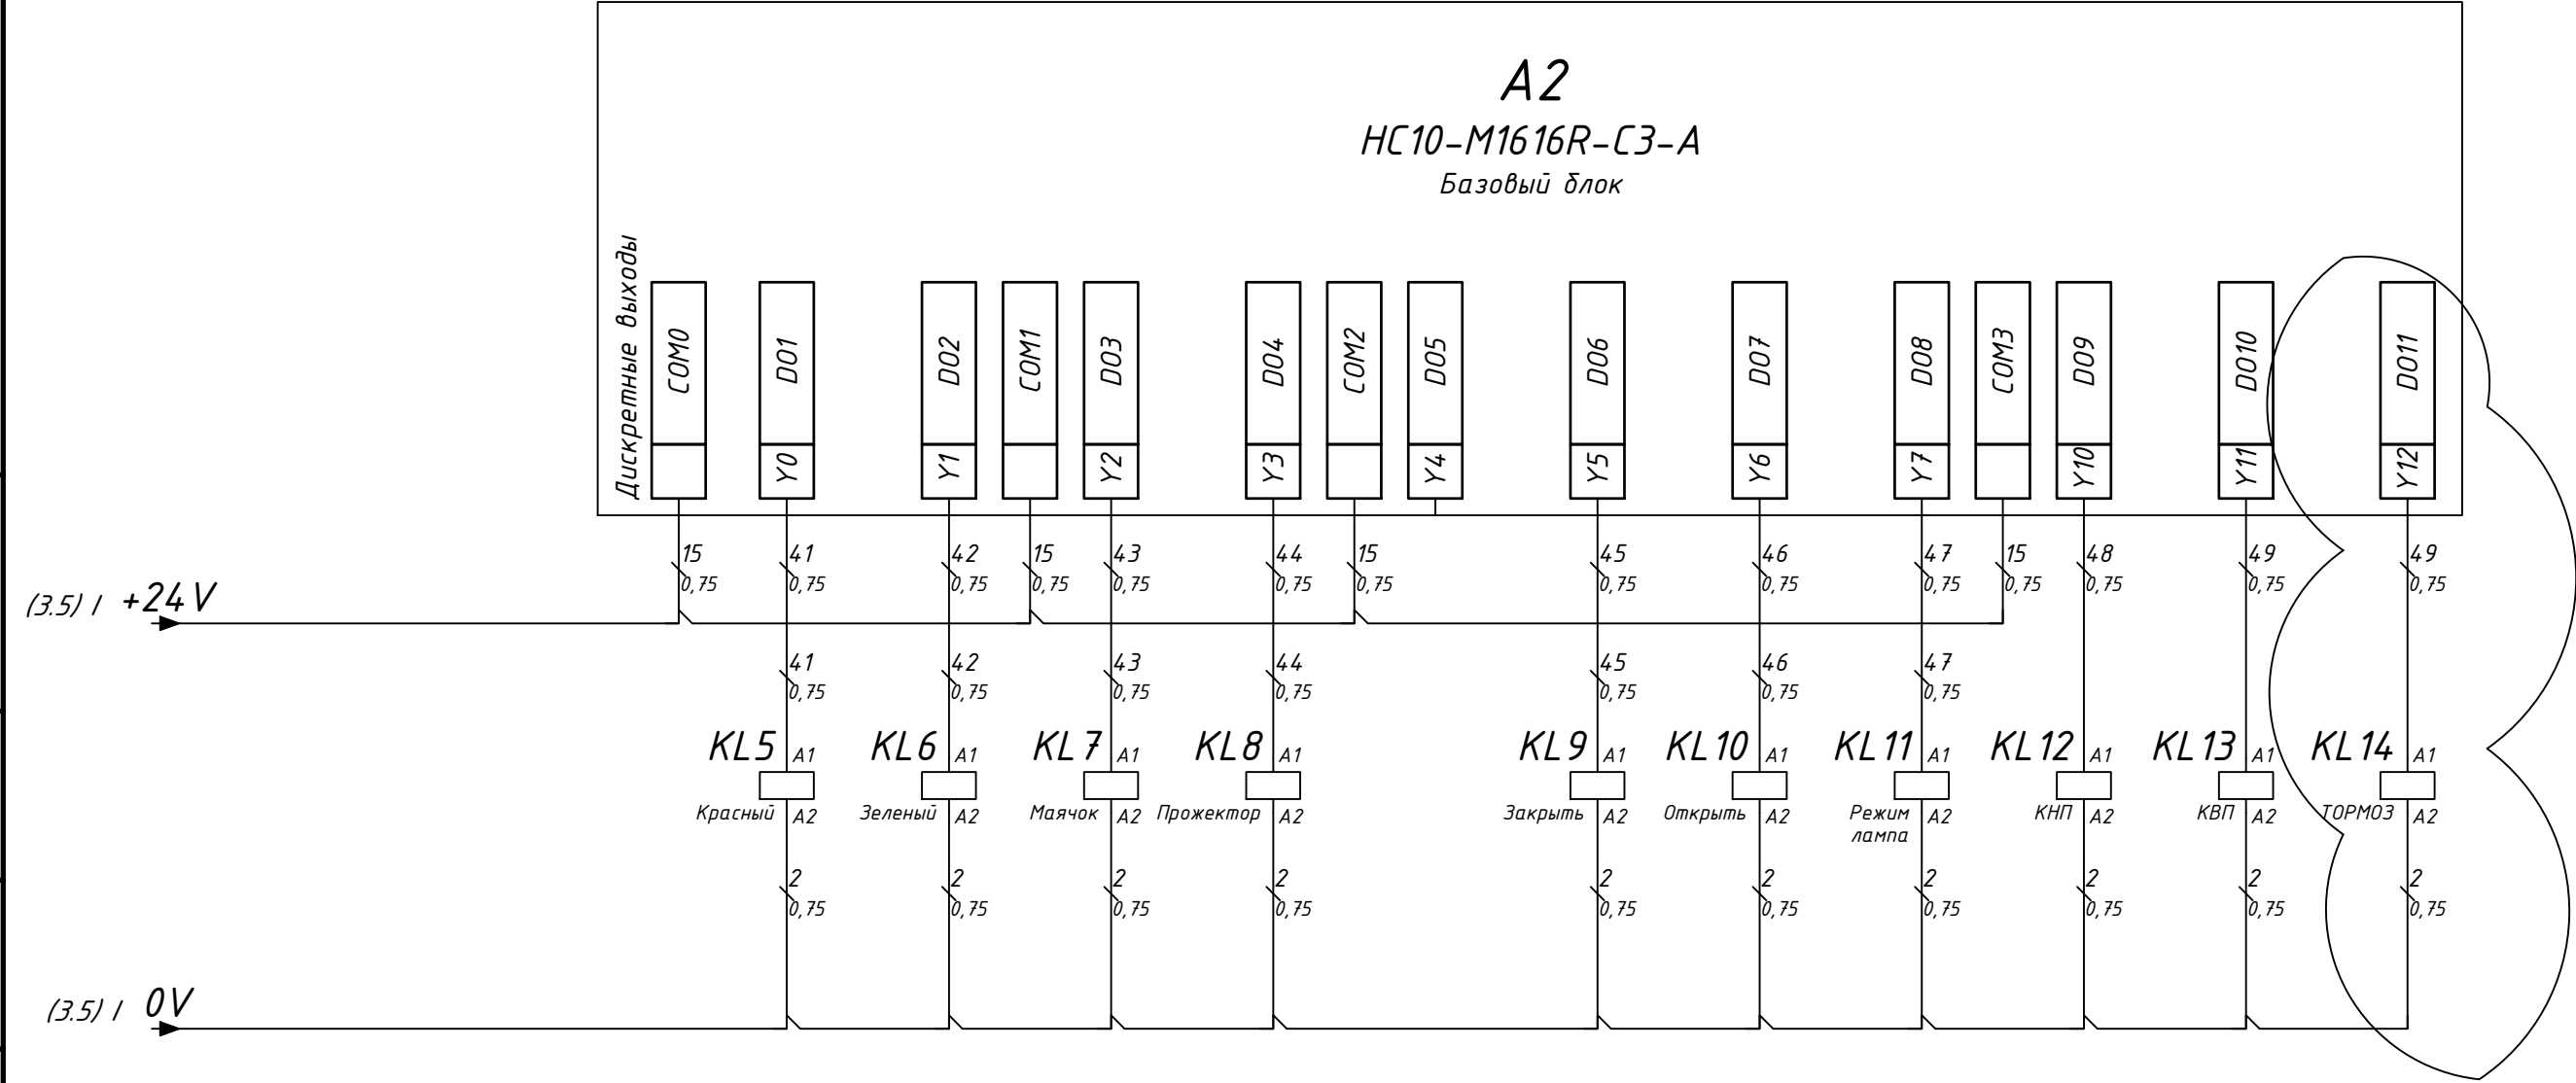 A2
HC10-M1616R-C3-A
Базовый блок
Дискретные выходы
COM0 DO1 DO2 COM1 DO3 DO4 COM2 DO5 DO6 DO7 DO8 COM3 DO9 DO10 DO11
Y0 Y1 Y2 Y3 Y4 Y5 Y6 Y7 Y10 Y11 Y12
15 41 42 15 43 44 15 45 46 47 15 48 49 49
0,75 0,75 0,75 0,75 0,75 0,75 0,75 0,75 0,75 0,75 0,75 0,75 0,75 0,75
(3.5) / +24V
41 42 43 44 45 46 47
0,75 0,75 0,75 0,75 0,75 0,75 0,75
KL5 A1 KL6 A1 KL7 A1 KL8 A1 KL9 A1 KL10 A1 KL11 A1 KL12 A1 KL13 A1 KL14 A1
Красный A2 Зеленый A2 Маячок A2 Прожектор A2 Закрыть A2 Открыть A2 Режим A2 КНП A2 КВП A2 ТОРМОЗ A2
лампа
2 2 2 2 2 2 2 2 2 2
0,75 0,75 0,75 0,75 0,75 0,75 0,75 0,75 0,75 0,75
(3.5) / 0V